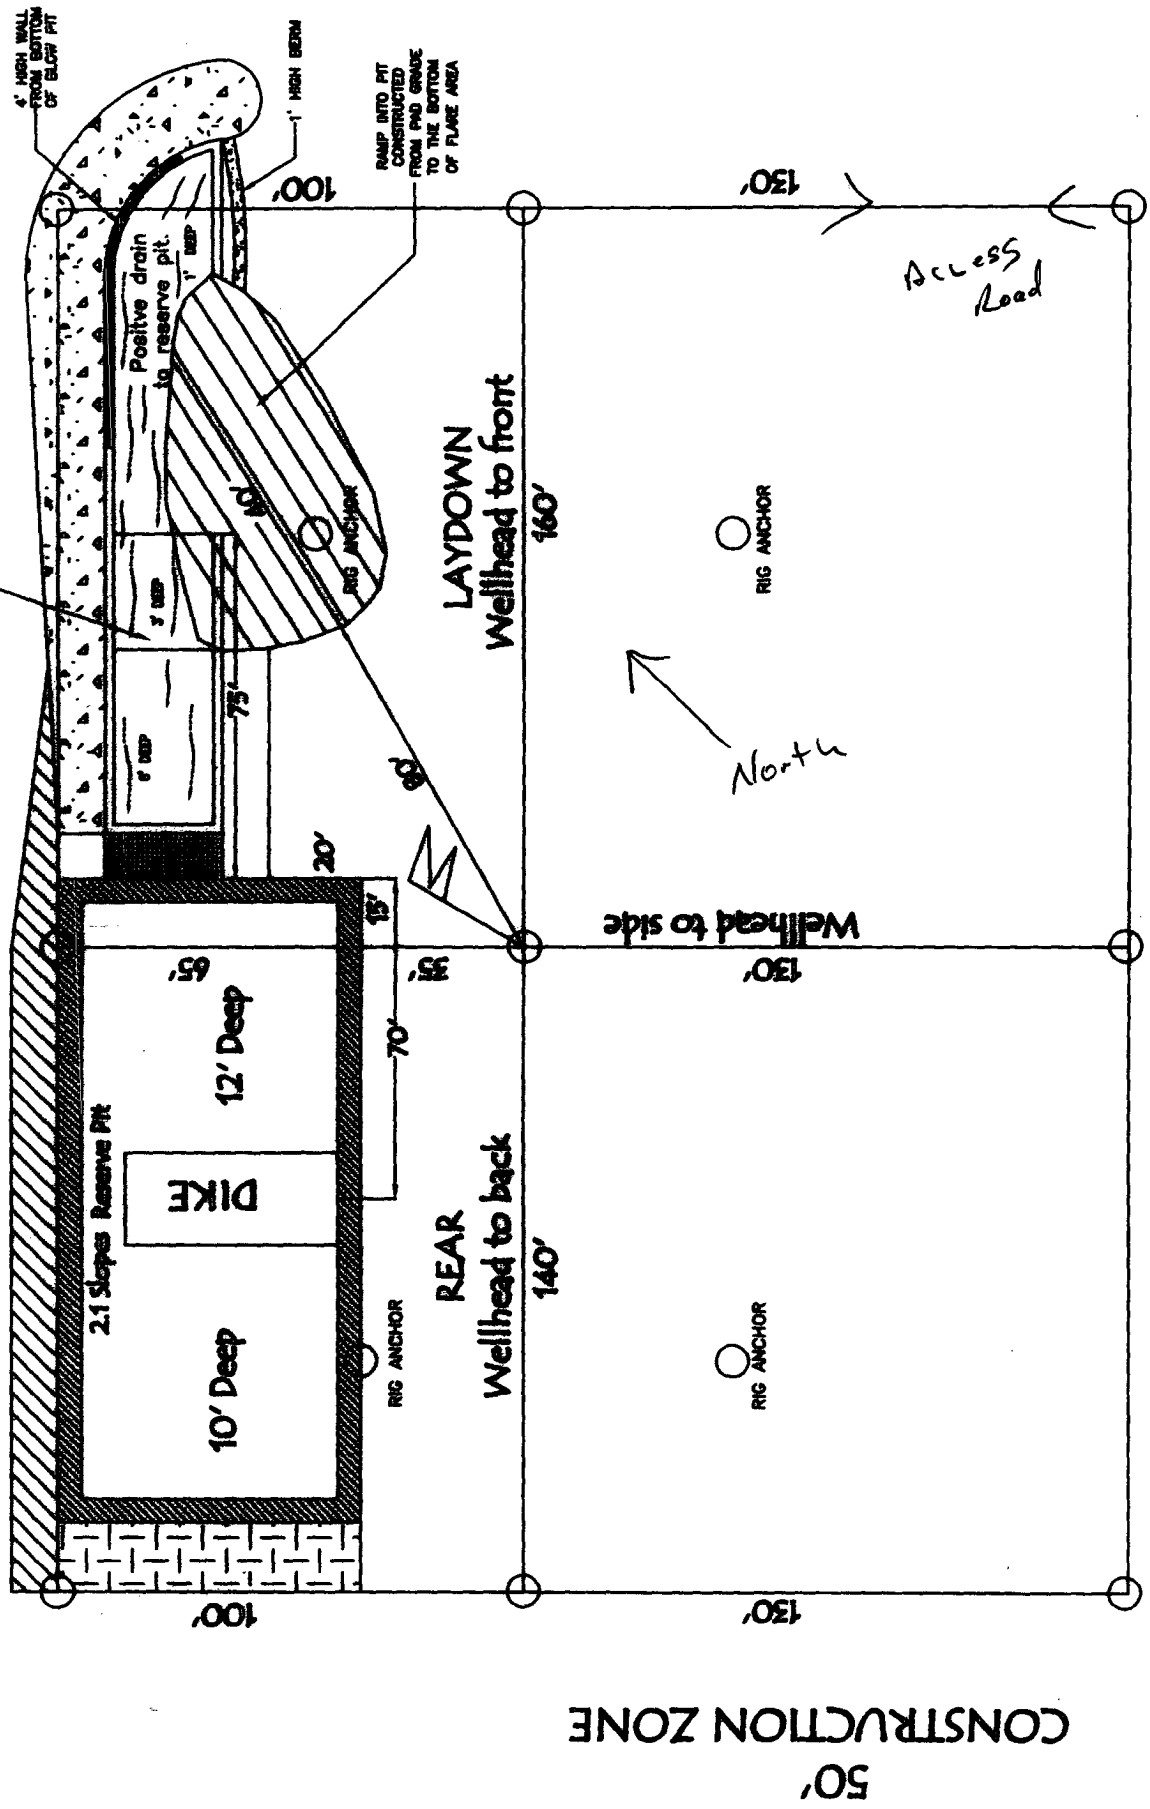 4' HIGH WALL
FROM BOTTOM
OF BLOW PIT
1' HIGH BERM
RAMP INTO PIT
CONSTRUCTED
FROM PAD GRADE
TO THE BOTTOM
OF FLARE AREA
100'
130'
Access
Road
Positve drain
to reserve pit.
1' DEEP
3' DEEP
75'
RIG ANCHOR
LAYDOWN
Wellhead to front
160'
RIG ANCHOR
North
20'
15'
65'
35'
Wellhead to side
130'
70'
12' Deep
2.1 Slopes Reserve Pit
DIKE
10' Deep
REAR
Wellhead to back
140'
RIG ANCHOR
RIG ANCHOR
100'
130'
50'
CONSTRUCTION ZONE